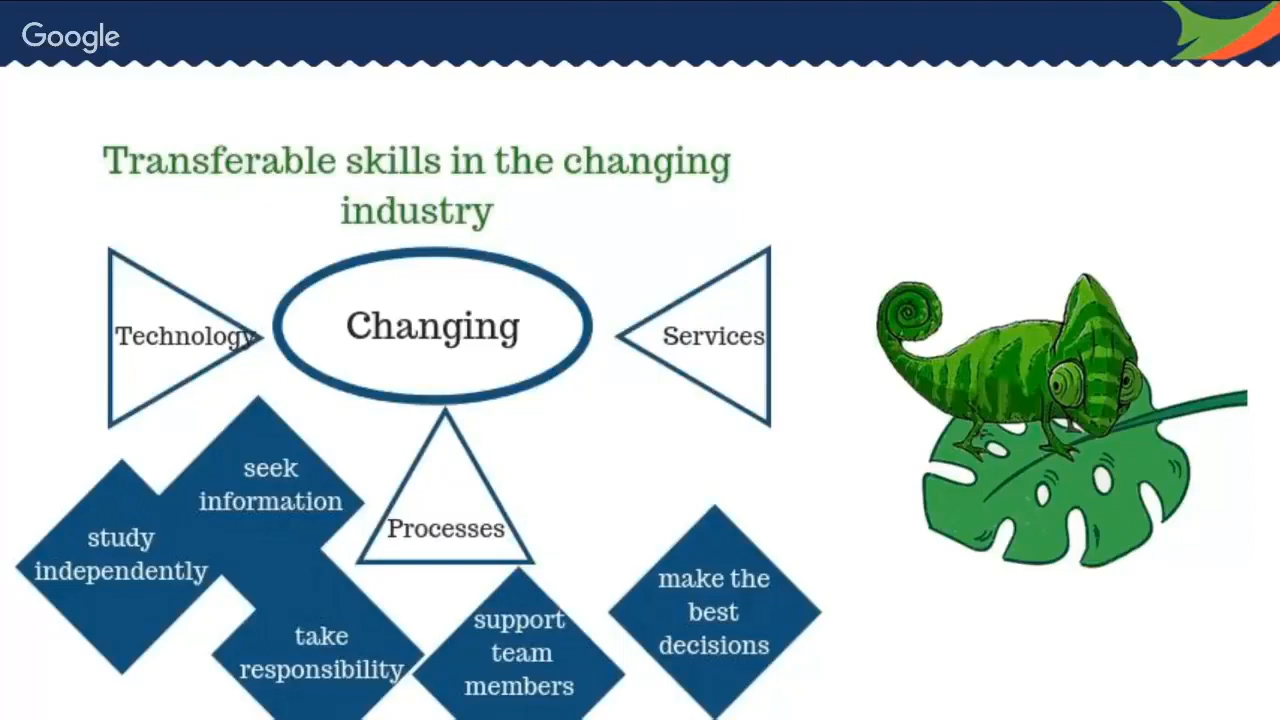 Google
Transferable skills in the changing
industry
Technology
Changing
Services
Processes
seek
information
study
independently
take
responsibility
support
team
members
make the
best
decisions